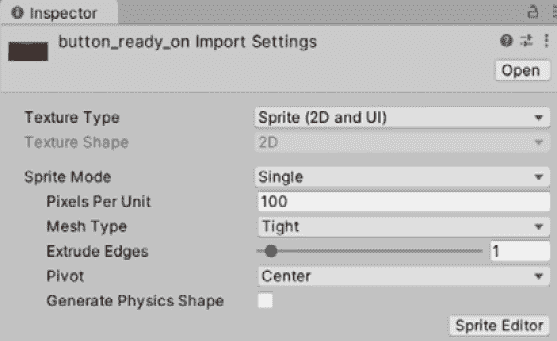 Inspector
button_ready_on Import Settings
Open
Texture Type Sprite (2D and UI)
Texture Shape 2D
Sprite Mode Single
Pixels Per Unit 100
Mesh Type Tight
Extrude Edges 1
Pivot Center
Generate Physics Shape
Sprite Editor